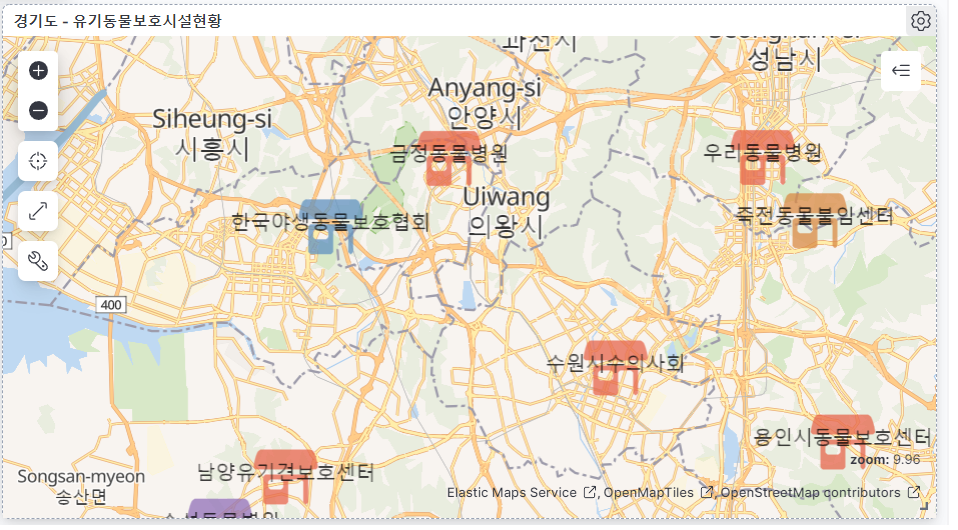 경기도 - 유기동물보호시설현황
과천시
성남시
Anyang-si
안양시
Siheung-si
시흥시
금정동물병원
우리동물병원
Uiwang
의왕시
한국야생동물보호협회
죽전동물볼암센터
400
수원시수의사회
용인시동물보호센터
zoom: 9.96
남양유기견보호센터
Songsan-myeon
송산면
Elastic Maps Service , OpenMapTiles , OpenStreetMap contributors